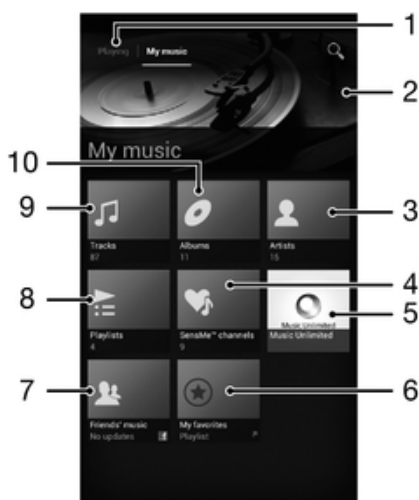 1
Playing My music
2
10
My music
9
3
Tracks
87
Albums
11
Artists
15
4
8
5
Playlists
4
SensMe™ channels
9
Music Unlimited
Music Unlimited
7
6
Friends' music
No updates
My favorites
Playlist